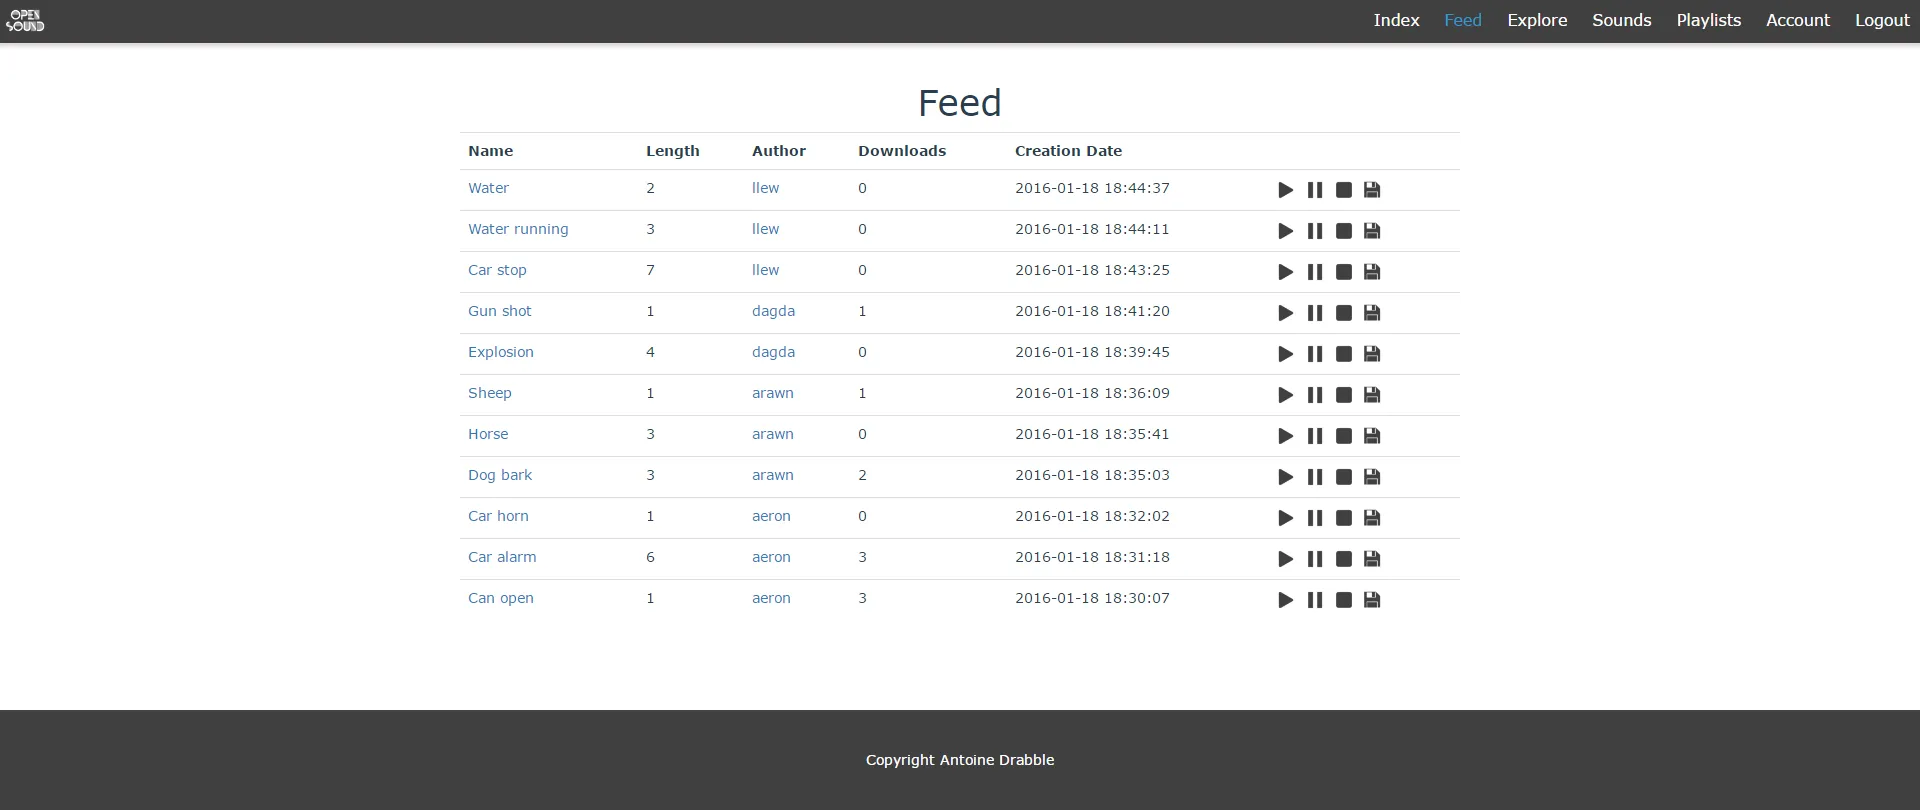 OPEN
SOUND
Index Feed Explore Sounds Playlists Account Logout
Feed
Name Length Author Downloads Creation Date
Water 2 llew 0 2016-01-18 18:44:37
Water running 3 llew 0 2016-01-18 18:44:11
Car stop 7 llew 0 2016-01-18 18:43:25
Gun shot 1 dagda 1 2016-01-18 18:41:20
Explosion 4 dagda 0 2016-01-18 18:39:45
Sheep 1 arawn 1 2016-01-18 18:36:09
Horse 3 arawn 0 2016-01-18 18:35:41
Dog bark 3 arawn 2 2016-01-18 18:35:03
Car horn 1 aeron 0 2016-01-18 18:32:02
Car alarm 6 aeron 3 2016-01-18 18:31:18
Can open 1 aeron 3 2016-01-18 18:30:07
Copyright Antoine Drabble